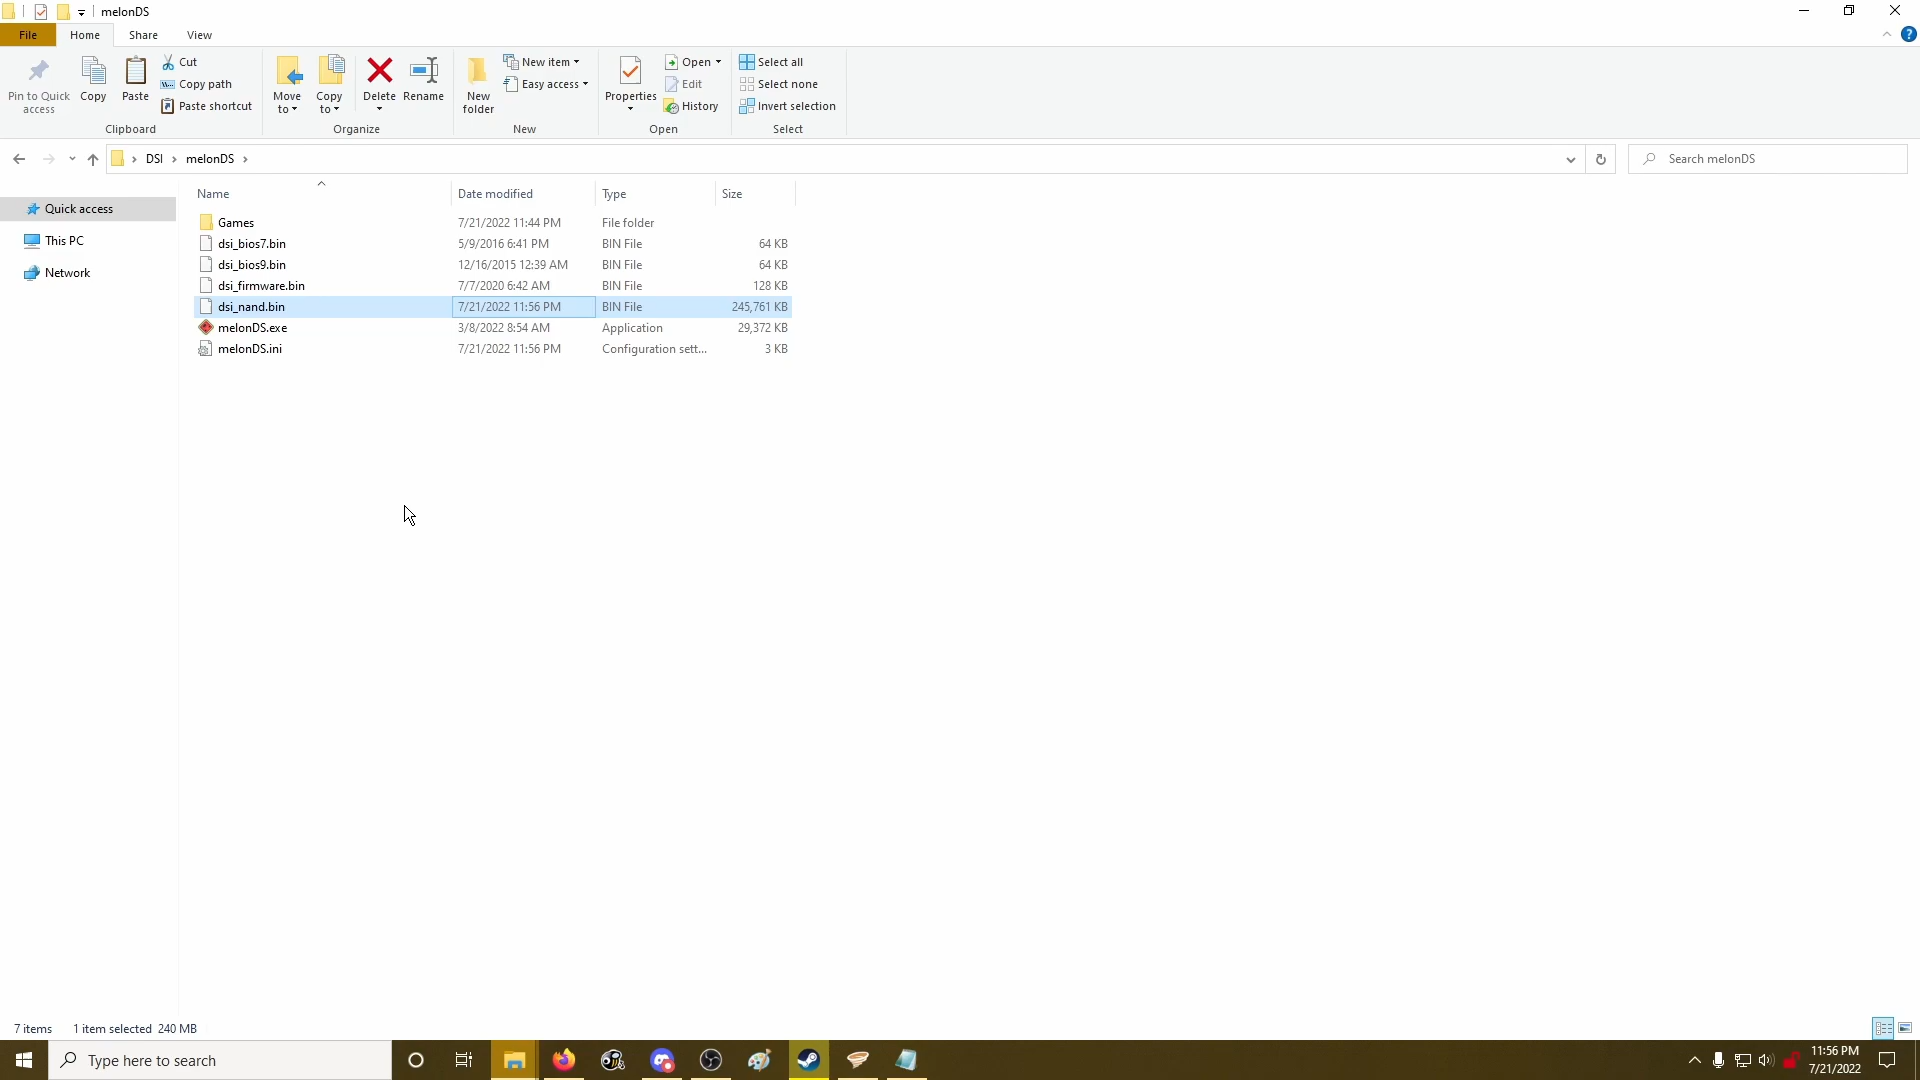 melonDS
File Home Share View
Pin to Quick access
Copy
Paste
Cut
Copy path
Paste shortcut
Clipboard
Move to
Copy to
Delete
Rename
Organize
New folder
New item
Easy access
New
Properties
Open
Edit
History
Open
Select all
Select none
Invert selection
Select
DSI melonDS
Search melonDS
Quick access
This PC
Network
Name Date modified Type Size
Games 7/21/2022 11:44 PM File folder
dsi_bios7.bin 5/9/2016 6:41 PM BIN File 64 KB
dsi_bios9.bin 12/16/2015 12:39 AM BIN File 64 KB
dsi_firmware.bin 7/7/2020 6:42 AM BIN File 128 KB
dsi_nand.bin 7/21/2022 11:56 PM BIN File 245,761 KB
melonDS.exe 3/8/2022 8:54 AM Application 29,372 KB
melonDS.ini 7/21/2022 11:56 PM Configuration sett... 3 KB
7 items 1 item selected 240 MB
Type here to search
11:56 PM
7/21/2022